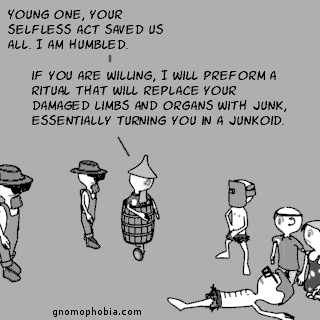 YOUNG ONE, YOUR
SELFLESS ACT SAVED US
ALL. I AM HUMBLED.
IF YOU ARE WILLING, I WILL PREFORM A
RITUAL THAT WILL REPLACE YOUR
DAMAGED LIMBS AND ORGANS WITH JUNK,
ESSENTIALLY TURNING YOU IN A JUNKOID.
gnomophobia.com